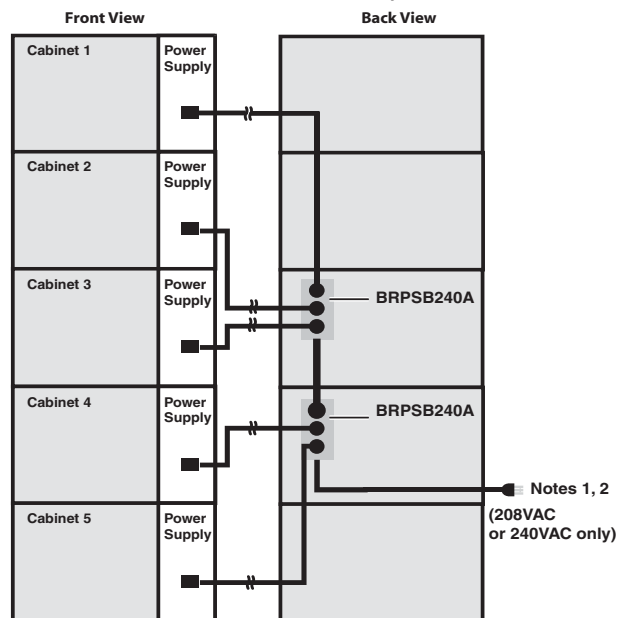 Front View
Back View
Cabinet 1
Power
Supply
Cabinet 2
Power
Supply
Cabinet 3
Power
Supply
BRPSB240A
Cabinet 4
Power
Supply
BRPSB240A
Notes 1, 2
(208VAC
or 240VAC only)
Cabinet 5
Power
Supply